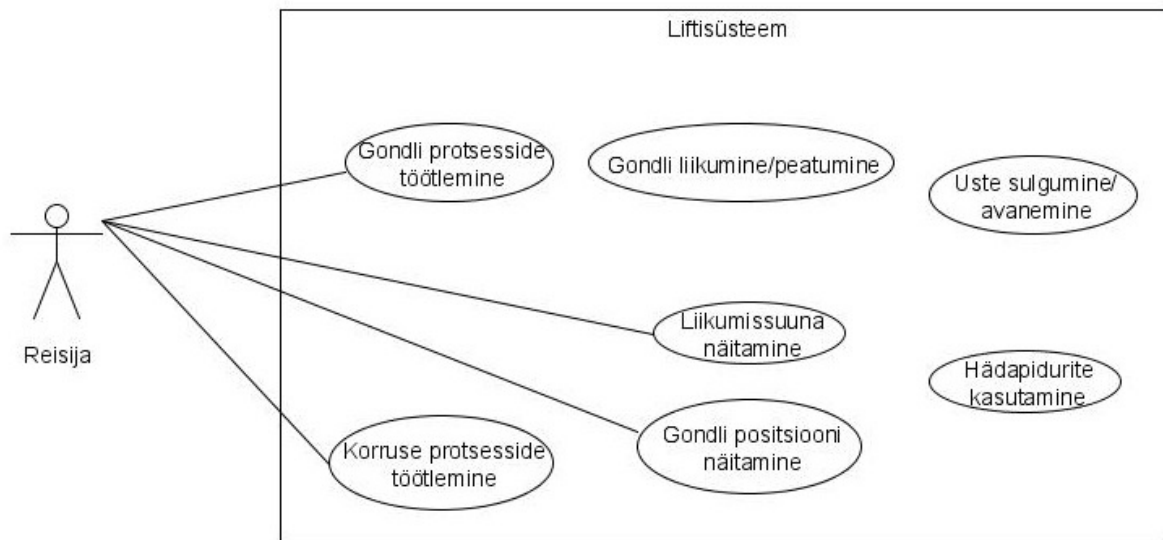 Liftisüsteem
Gondli protsesside
töötlemine
Gondli liikumine/peatumine
Uste sulgumine/
avanemine
Reisija
Liikumissuuna
näitamine
Hädapidurite
kasutamine
Korruse protsesside
töötlemine
Gondli positsiooni
näitamine